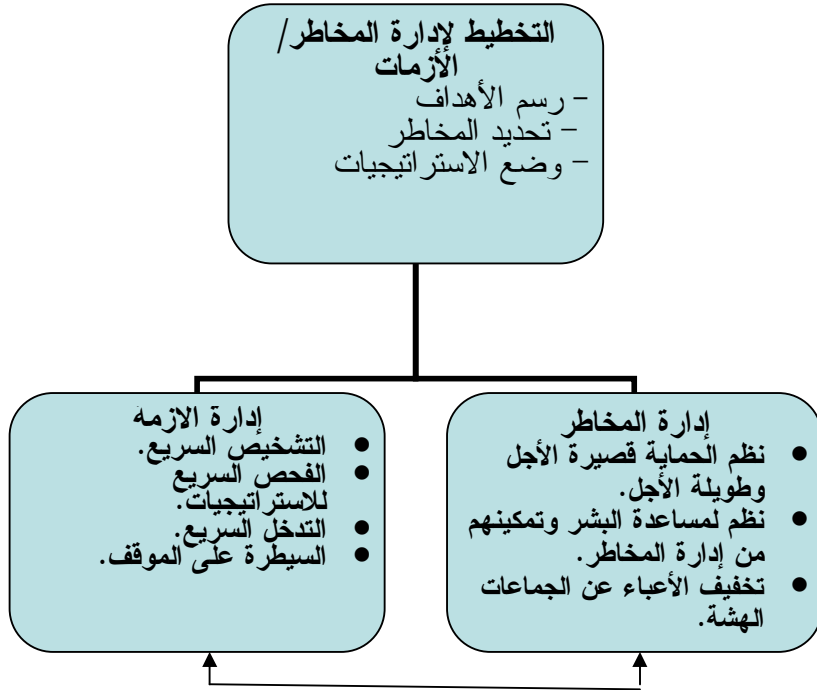 التخطيط لإدارة المخاطر/
الأزمات
- رسم الأهداف
- تحديد المخاطر
- وضع الاستراتيجيات
إدارة المخاطر
● نظم الحماية قصيرة الأجل
وطويلة الأجل.
● نظم لمساعدة البشر وتمكينهم
من إدارة المخاطر.
● تخفيف الأعباء عن الجماعات
الهشة.
إدارة الازمة
● التشخيص السريع.
● الفحص السريع
للاستراتيجيات.
● التدخل السريع.
● السيطرة على الموقف.